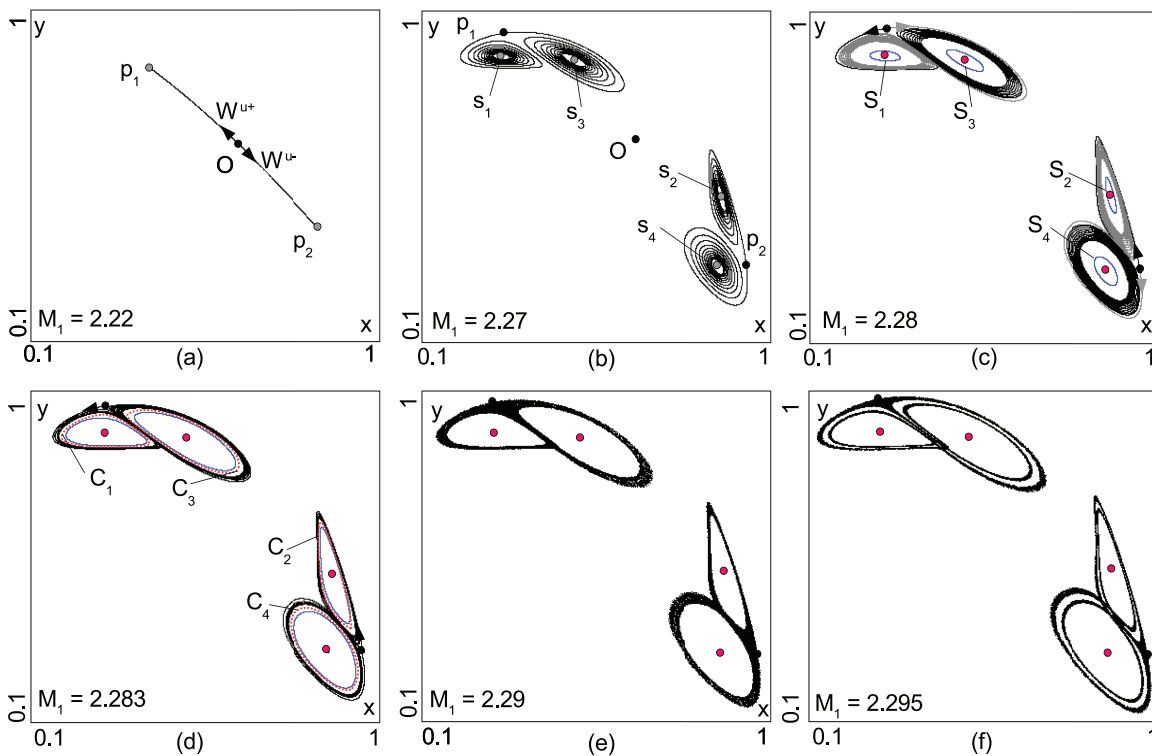 1
y
p1
W^u+
O
W^u-
p2
M1 = 2.22
x
0.1
0.1
(a)
1
1
y
p1
s1
s3
O
s2
s4
p2
M1 = 2.27
x
0.1
0.1
(b)
1
1
y
S1
S3
S2
S4
M1 = 2.28
x
0.1
0.1
(c)
1
1
y
C1
C3
C2
C4
M1 = 2.283
x
0.1
0.1
(d)
1
1
y
M1 = 2.29
x
0.1
0.1
(e)
1
1
y
M1 = 2.295
x
0.1
0.1
(f)
1